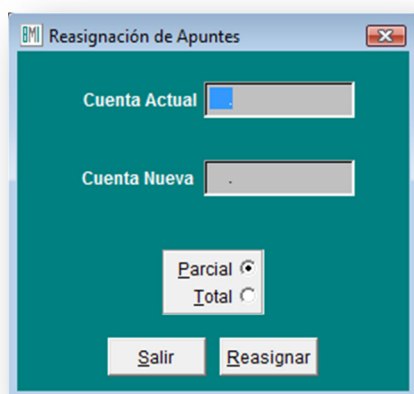 BMI Reasignación de Apuntes
Cuenta Actual .
Cuenta Nueva .
Parcial
Total
Salir Reasignar